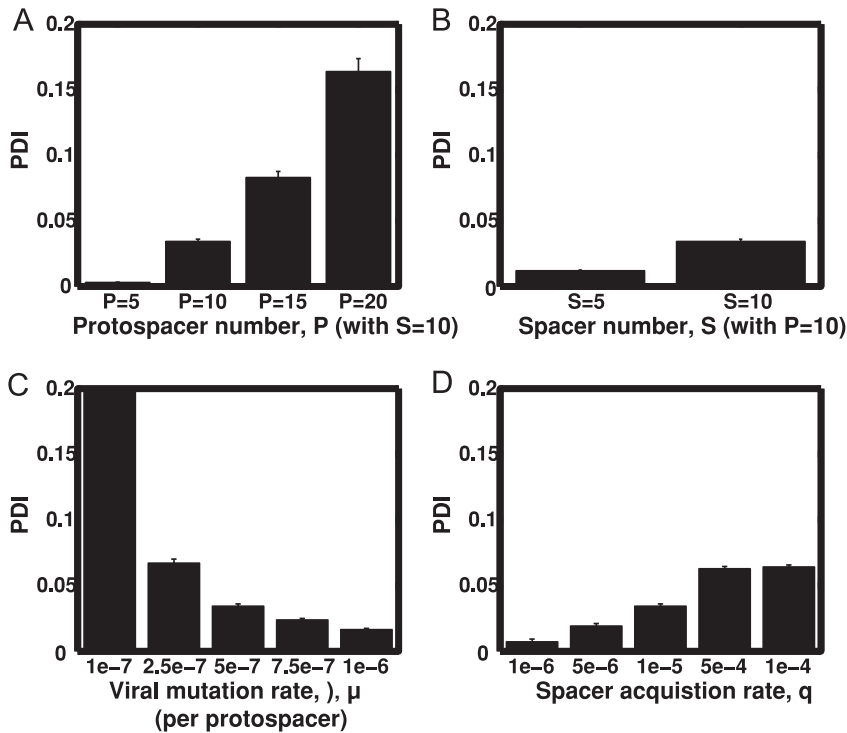 A
0.2
0.15
0.1
0.05
0
PDI
P=5 P=10 P=15 P=20
Protospacer number, P (with S=10)
B
0.2
0.15
0.1
0.05
0
PDI
S=5 S=10
Spacer number, S (with P=10)
C
0.2
0.15
0.1
0.05
0
PDI
1e-7 2.5e-7 5e-7 7.5e-7 1e-6
Viral mutation rate, ), μ
(per protospacer)
D
0.2
0.15
0.1
0.05
0
PDI
1e-6 5e-6 1e-5 5e-4 1e-4
Spacer acquistion rate, q